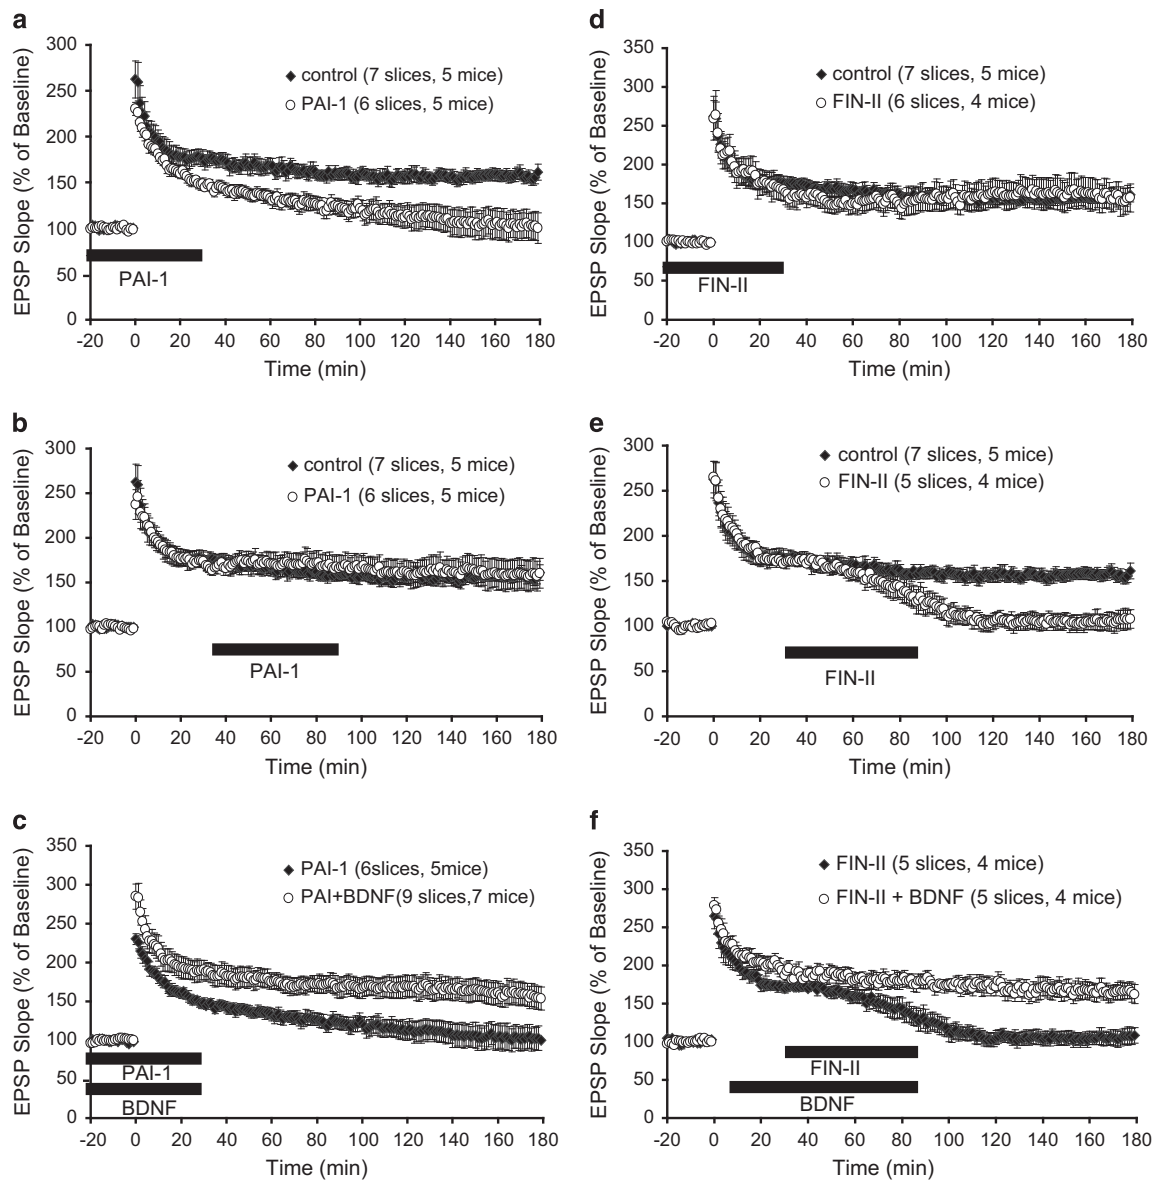 a
EPSP Slope (% of Baseline)
300
250
200
150
100
50
0
control (7 slices, 5 mice)
PAI-1 (6 slices, 5 mice)
PAI-1
-20 0 20 40 60 80 100 120 140 160 180
Time (min)
b
EPSP Slope (% of Baseline)
300
250
200
150
100
50
0
control (7 slices, 5 mice)
PAI-1 (6 slices, 5 mice)
PAI-1
-20 0 20 40 60 80 100 120 140 160 180
Time (min)
c
EPSP Slope (% of Baseline)
350
300
250
200
150
100
50
0
PAI-1 (6slices, 5mice)
PAI+BDNF(9 slices,7 mice)
PAI-1
BDNF
-20 0 20 40 60 80 100 120 140 160 180
Time (min)
d
EPSP Slope (% of Baseline)
350
300
250
200
150
100
50
0
control (7 slices, 5 mice)
FIN-II (6 slices, 4 mice)
FIN-II
-20 0 20 40 60 80 100 120 140 160 180
Time (min)
e
EPSP Slope (% of Baseline)
300
250
200
150
100
50
0
control (7 slices, 5 mice)
FIN-II (5 slices, 4 mice)
FIN-II
-20 0 20 40 60 80 100 120 140 160 180
Time (min)
f
EPSP Slope (% of Baseline)
350
300
250
200
150
100
50
0
FIN-II (5 slices, 4 mice)
FIN-II + BDNF (5 slices, 4 mice)
FIN-II
BDNF
-20 0 20 40 60 80 100 120 140 160 180
Time (min)